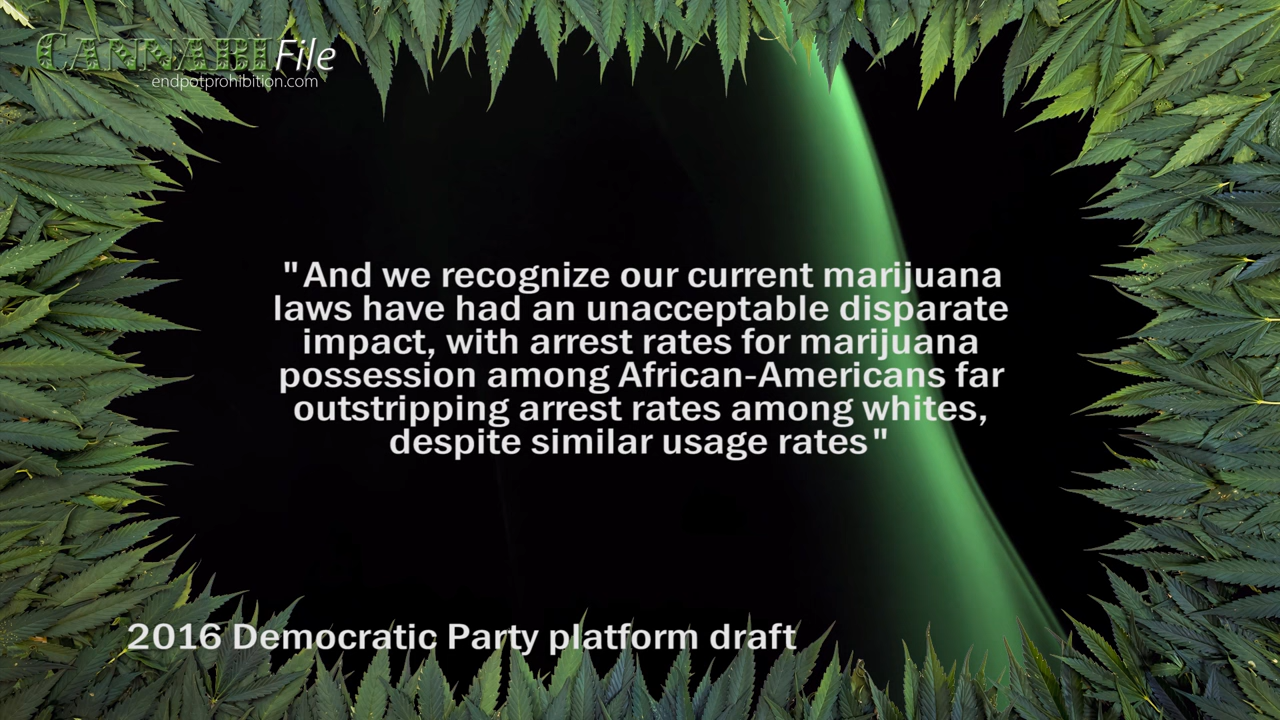 CANNABIFile
endpotprohibition.com
"And we recognize our current marijuana
laws have had an unacceptable disparate
impact, with arrest rates for marijuana
possession among African-Americans far
outstripping arrest rates among whites,
despite similar usage rates"
2016 Democratic Party platform draft